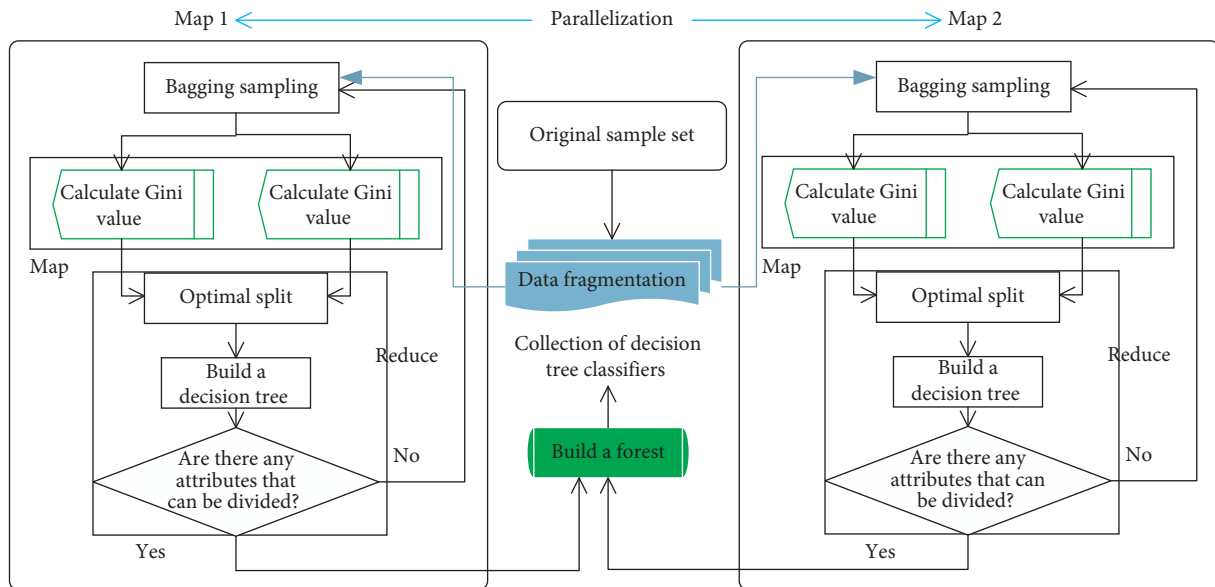 Map 1
Parallelization
Map 2
Bagging sampling
Calculate Gini
value
Calculate Gini
value
Map
Optimal split
Reduce
Build a
decision tree
Are there any
attributes that
can be divided?
No
Yes
Original sample set
Data fragmentation
Collection of decision
tree classifiers
Build a forest
Bagging sampling
Calculate Gini
value
Calculate Gini
value
Map
Optimal split
Reduce
Build a
decision tree
Are there any
attributes that can
be divided?
No
Yes